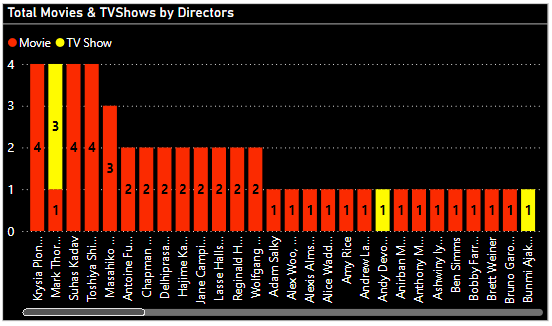 Total Movies & TVShows by Directors
Movie TV Show
4
3
2
1
0
4 3 1 4 4 3 2 2 2 2 2 2 2 2 1 1 1 1 1 1 1 1 1 1 1 1 1 1 1
Krysia Plon...
Mark Thor...
Suhas Kadav
Toshiya Shi...
Masahiko ...
Antoine Fu...
Chapman ...
Delhiprasa...
Hajime Ka...
Jane Campi...
Lasse Halls...
Reginald H...
Wolfgang ...
Adam Salky
Alex Woo, ...
Alexis Alms...
Alice Wadd...
Amy Rice
Andrew La...
Andy Devo...
Anirban M...
Anthony M...
Ashwiny Iy...
Ben Simms
Bobby Farr...
Brett Weiner
Bruno Garo...
Bunmi Ajak...